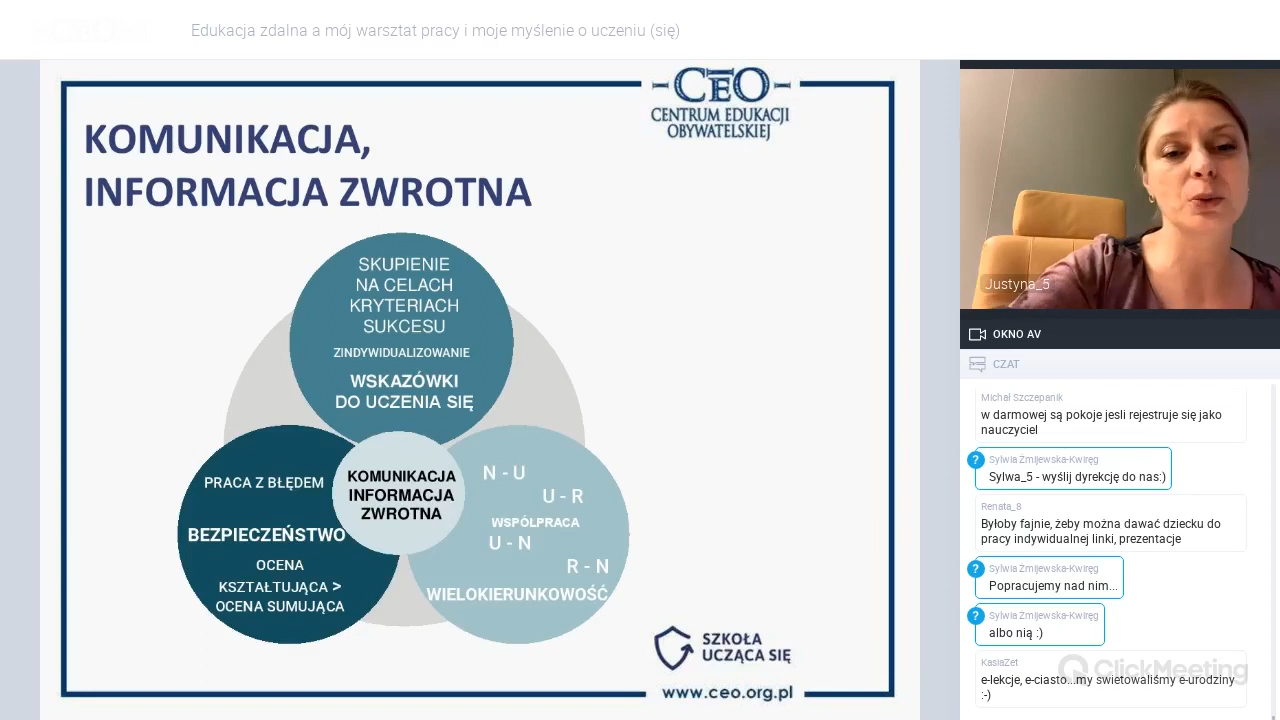 Edukacja zdalna a mój warsztat pracy i moje myślenie o uczeniu (się)
CEO
CENTRUM EDUKACJI
OBYWATELSKIEJ
KOMUNIKACJA,
INFORMACJA ZWROTNA
SKUPIENIE
NA CELACH
KRYTERIACH
SUKCESU
ZINDYWIDUALIZOWANIE
WSKAZÓWKI
DO UCZENIA SIĘ
PRACA Z BŁĘDEM
BEZPIECZEŃSTWO
OCENA
KSZTAŁTUJĄCA >
OCENA SUMUJĄCA
KOMUNIKACJA
INFORMACJA
ZWROTNA
N - U
U - R
WSPÓŁPRACA
U - N
R - N
WIELOKIERUNKOWOŚĆ
SZKOŁA
UCZĄCA SIĘ
www.ceo.org.pl
Justyna_5
OKNO AV
CZAT
Michał Szczepanik
w darmowej są pokoje jesli rejestruje się jako
nauczyciel
? Sylwia Żmijewska-Kwiręg
Sylwa_5 - wyślij dyrekcję do nas:)
Renata_8
Byłoby fajnie, żeby można dawać dziecku do
pracy indywidualnej linki, prezentacje
? Sylwia Żmijewska-Kwiręg
Popracujemy nad nim...
? Sylwia Żmijewska-Kwiręg
albo nią :)
KasiaZet
e-lekcje, e-ciasto...my swietowaliśmy e-urodziny
:-)
ClickMeeting